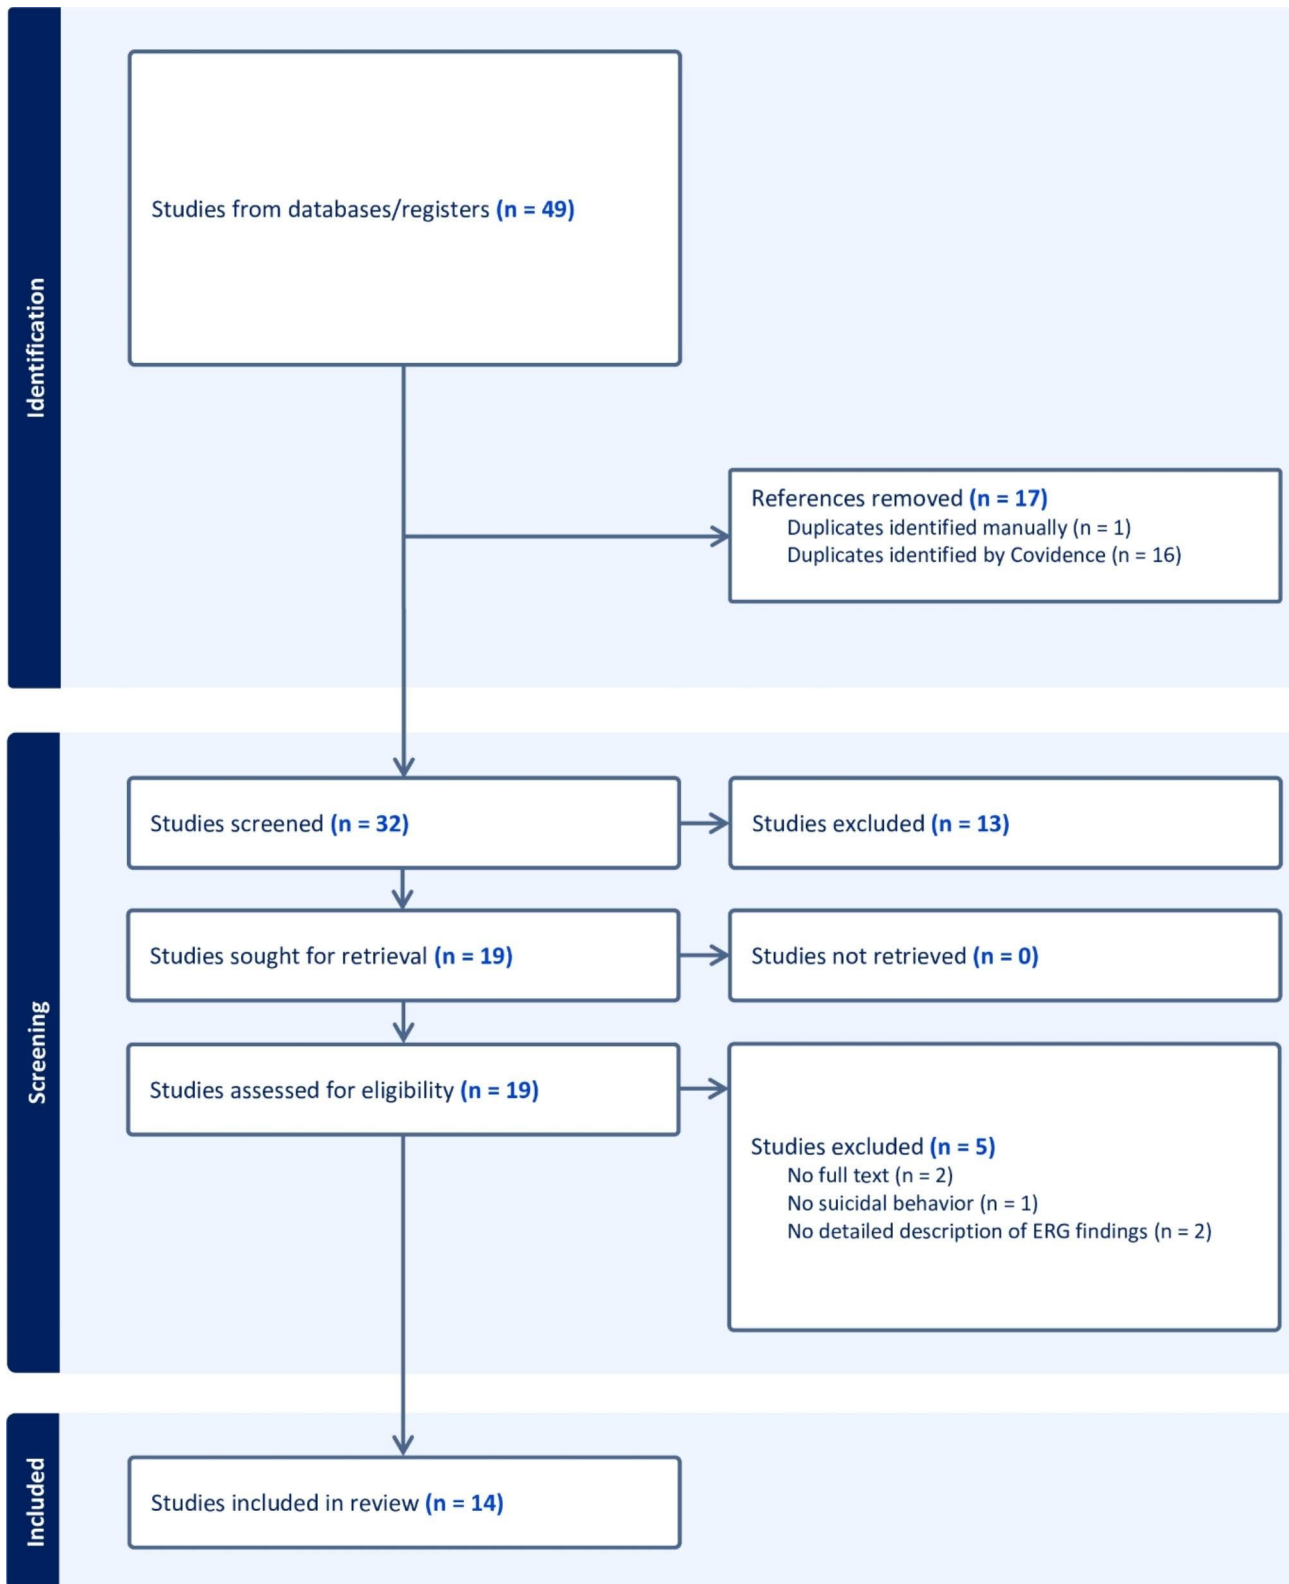 Identification
Studies from databases/registers (n = 49)
References removed (n = 17)
Duplicates identified manually (n = 1)
Duplicates identified by Covidence (n = 16)
Screening
Studies screened (n = 32)
Studies excluded (n = 13)
Studies sought for retrieval (n = 19)
Studies not retrieved (n = 0)
Studies assessed for eligibility (n = 19)
Studies excluded (n = 5)
No full text (n = 2)
No suicidal behavior (n = 1)
No detailed description of ERG findings (n = 2)
Included
Studies included in review (n = 14)